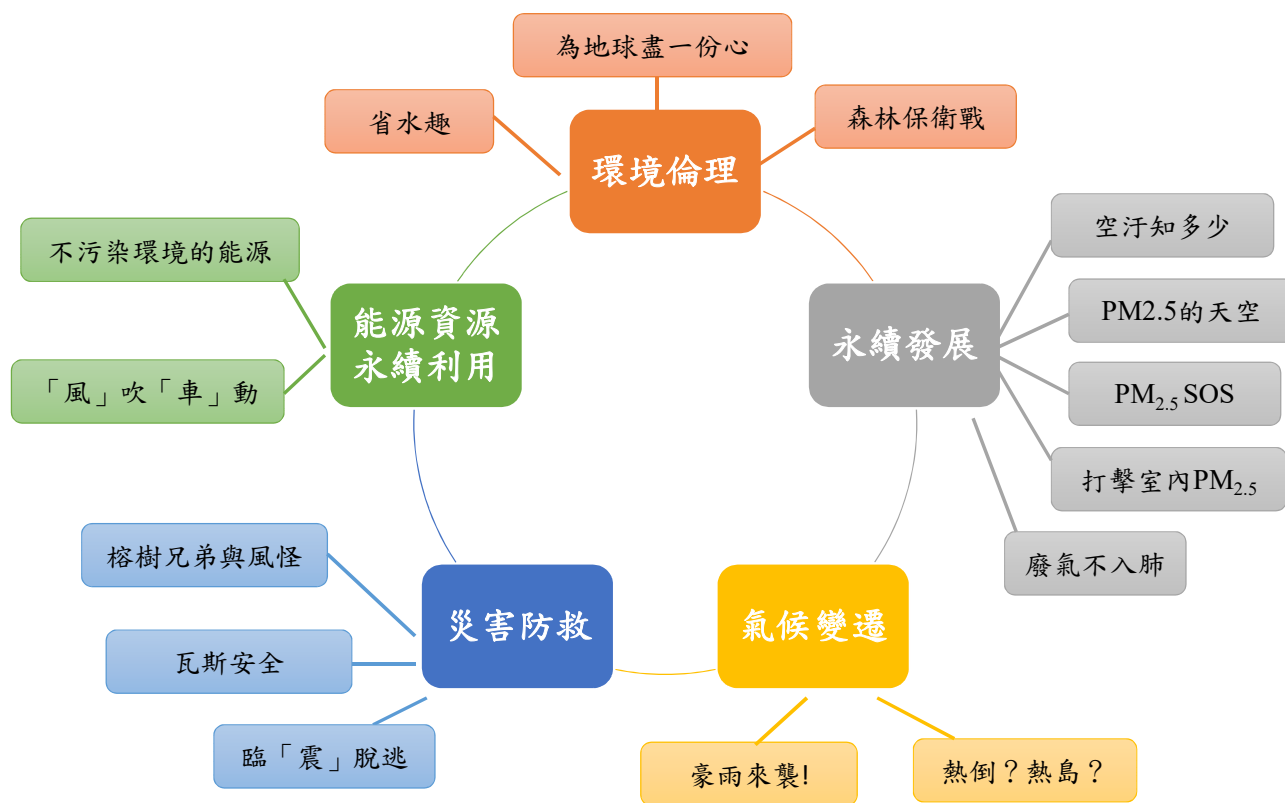 為地球盡一份心
省水趣
森林保衛戰
環境倫理
空汙知多少
不污染環境的能源
PM2.5的天空
能源資源
永續利用
永續發展
「風」吹「車」動
PM₂.₅ SOS
打擊室內PM₂.₅
榕樹兄弟與風怪
廢氣不入肺
災害防救
氣候變遷
瓦斯安全
臨「震」脫逃
豪雨來襲!
熱倒？熱島？